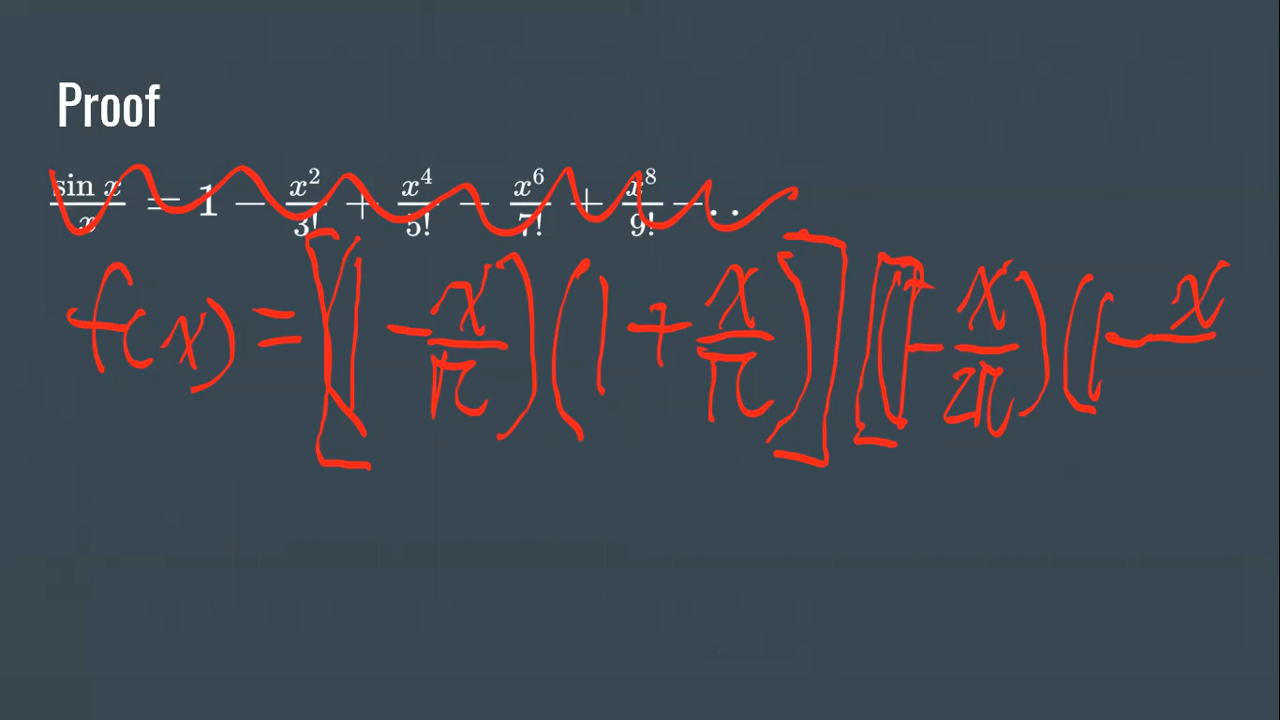 Proof
sin x / x = 1 − x² / 3! + x⁴ / 5! − x⁶ / 7! + x⁸ / 9! − ...
f(x) = [(1 − x/π)(1 + x/π)][(1 − x/2π)(1 − x